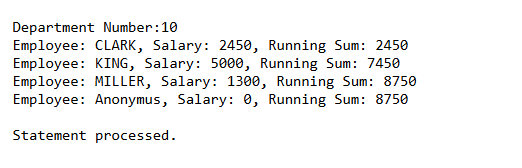 Department Number:10
Employee: CLARK, Salary: 2450, Running Sum: 2450
Employee: KING, Salary: 5000, Running Sum: 7450
Employee: MILLER, Salary: 1300, Running Sum: 8750
Employee: Anonymus, Salary: 0, Running Sum: 8750
Statement processed.